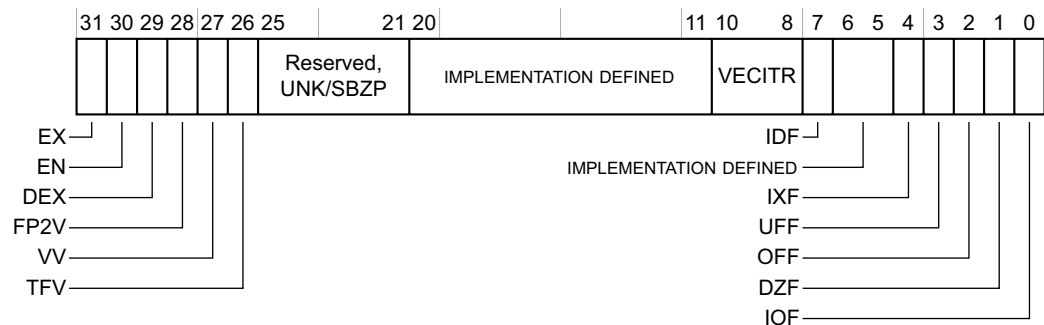 31 30 29 28 27 26 25 21 20 11 10 8 7 6 5 4 3 2 1 0
Reserved,
UNK/SBZP
IMPLEMENTATION DEFINED
VECITR
EX
EN
DEX
FP2V
VV
TFV
IDF
IMPLEMENTATION DEFINED
IXF
UFF
OFF
DZF
IOF